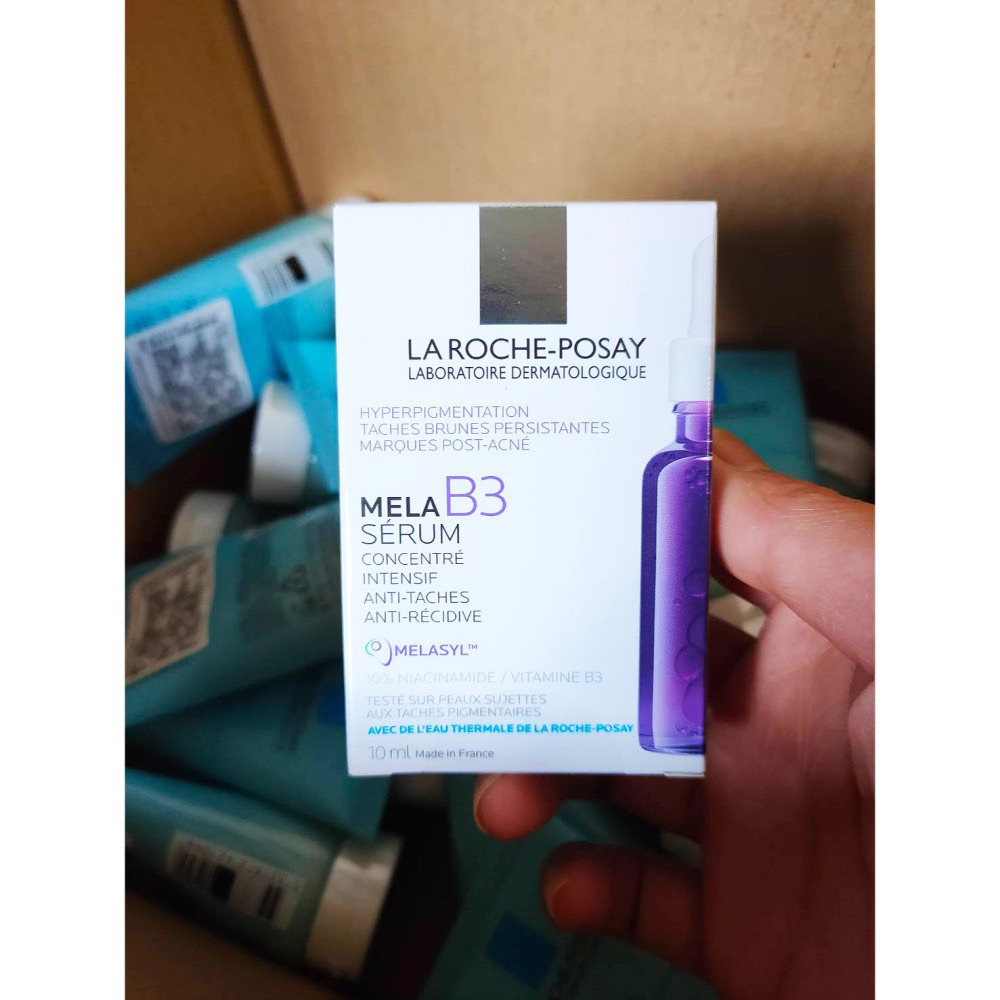 LA ROCHE-POSAY
LABORATOIRE DERMATOLOGIQUE
HYPERPIGMENTATION
TACHES BRUNES PERSISTANTES
MARQUES POST-ACNÉ
MELA B3
SÉRUM
CONCENTRÉ
INTENSIF
ANTI-TACHES
ANTI-RÉCIDIVE
MELASYL™
10% NIACINAMIDE / VITAMINE B3
TESTÉ SUR PEAUX SUJETTES
AUX TACHES PIGMENTAIRES
AVEC DE L'EAU THERMALE DE LA ROCHE-POSAY
10 ml Made in France